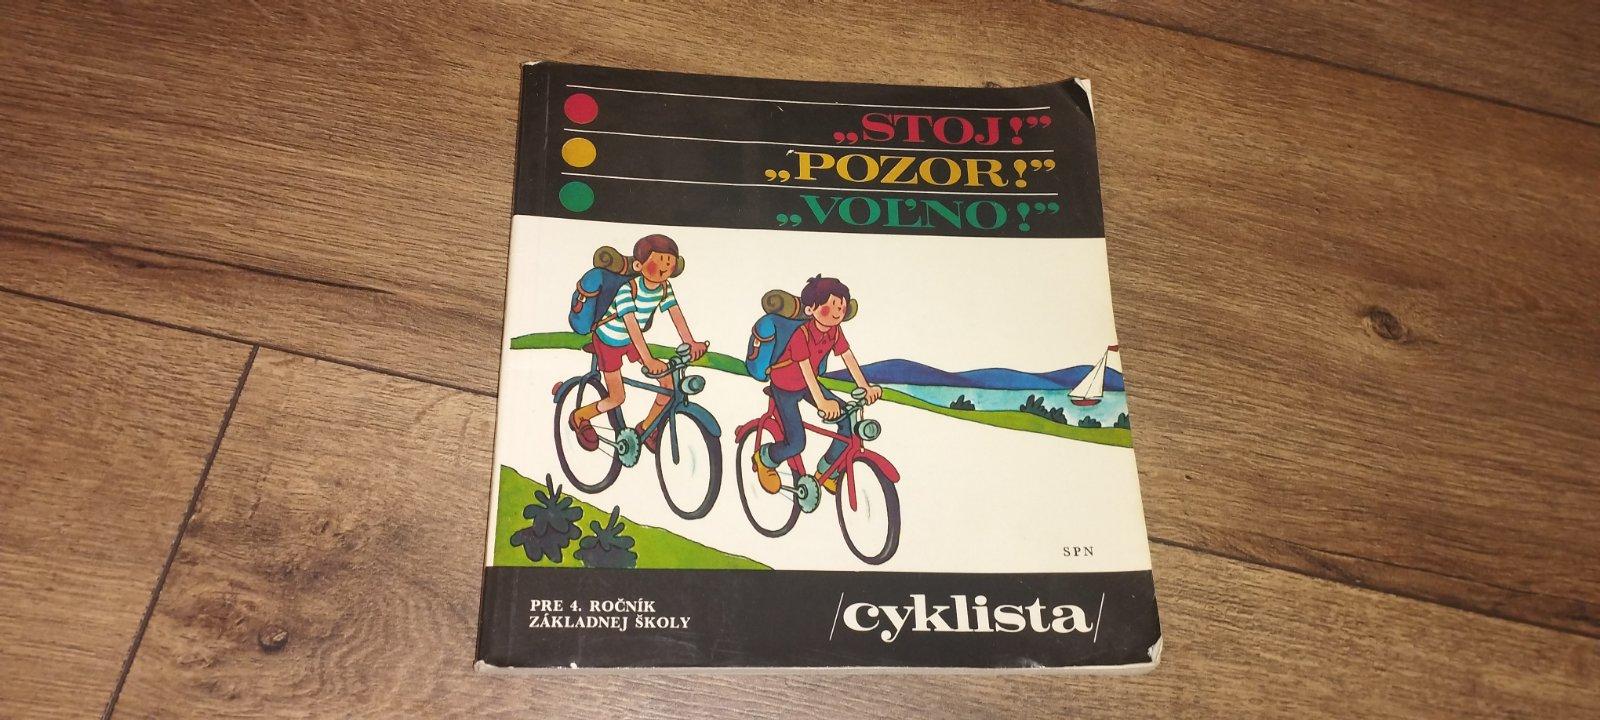 „STOJ!”
„POZOR!”
„VOĽNO!”
SPN
PRE 4. ROČNÍK
ZÁKLADNEJ ŠKOLY
/cyklista/